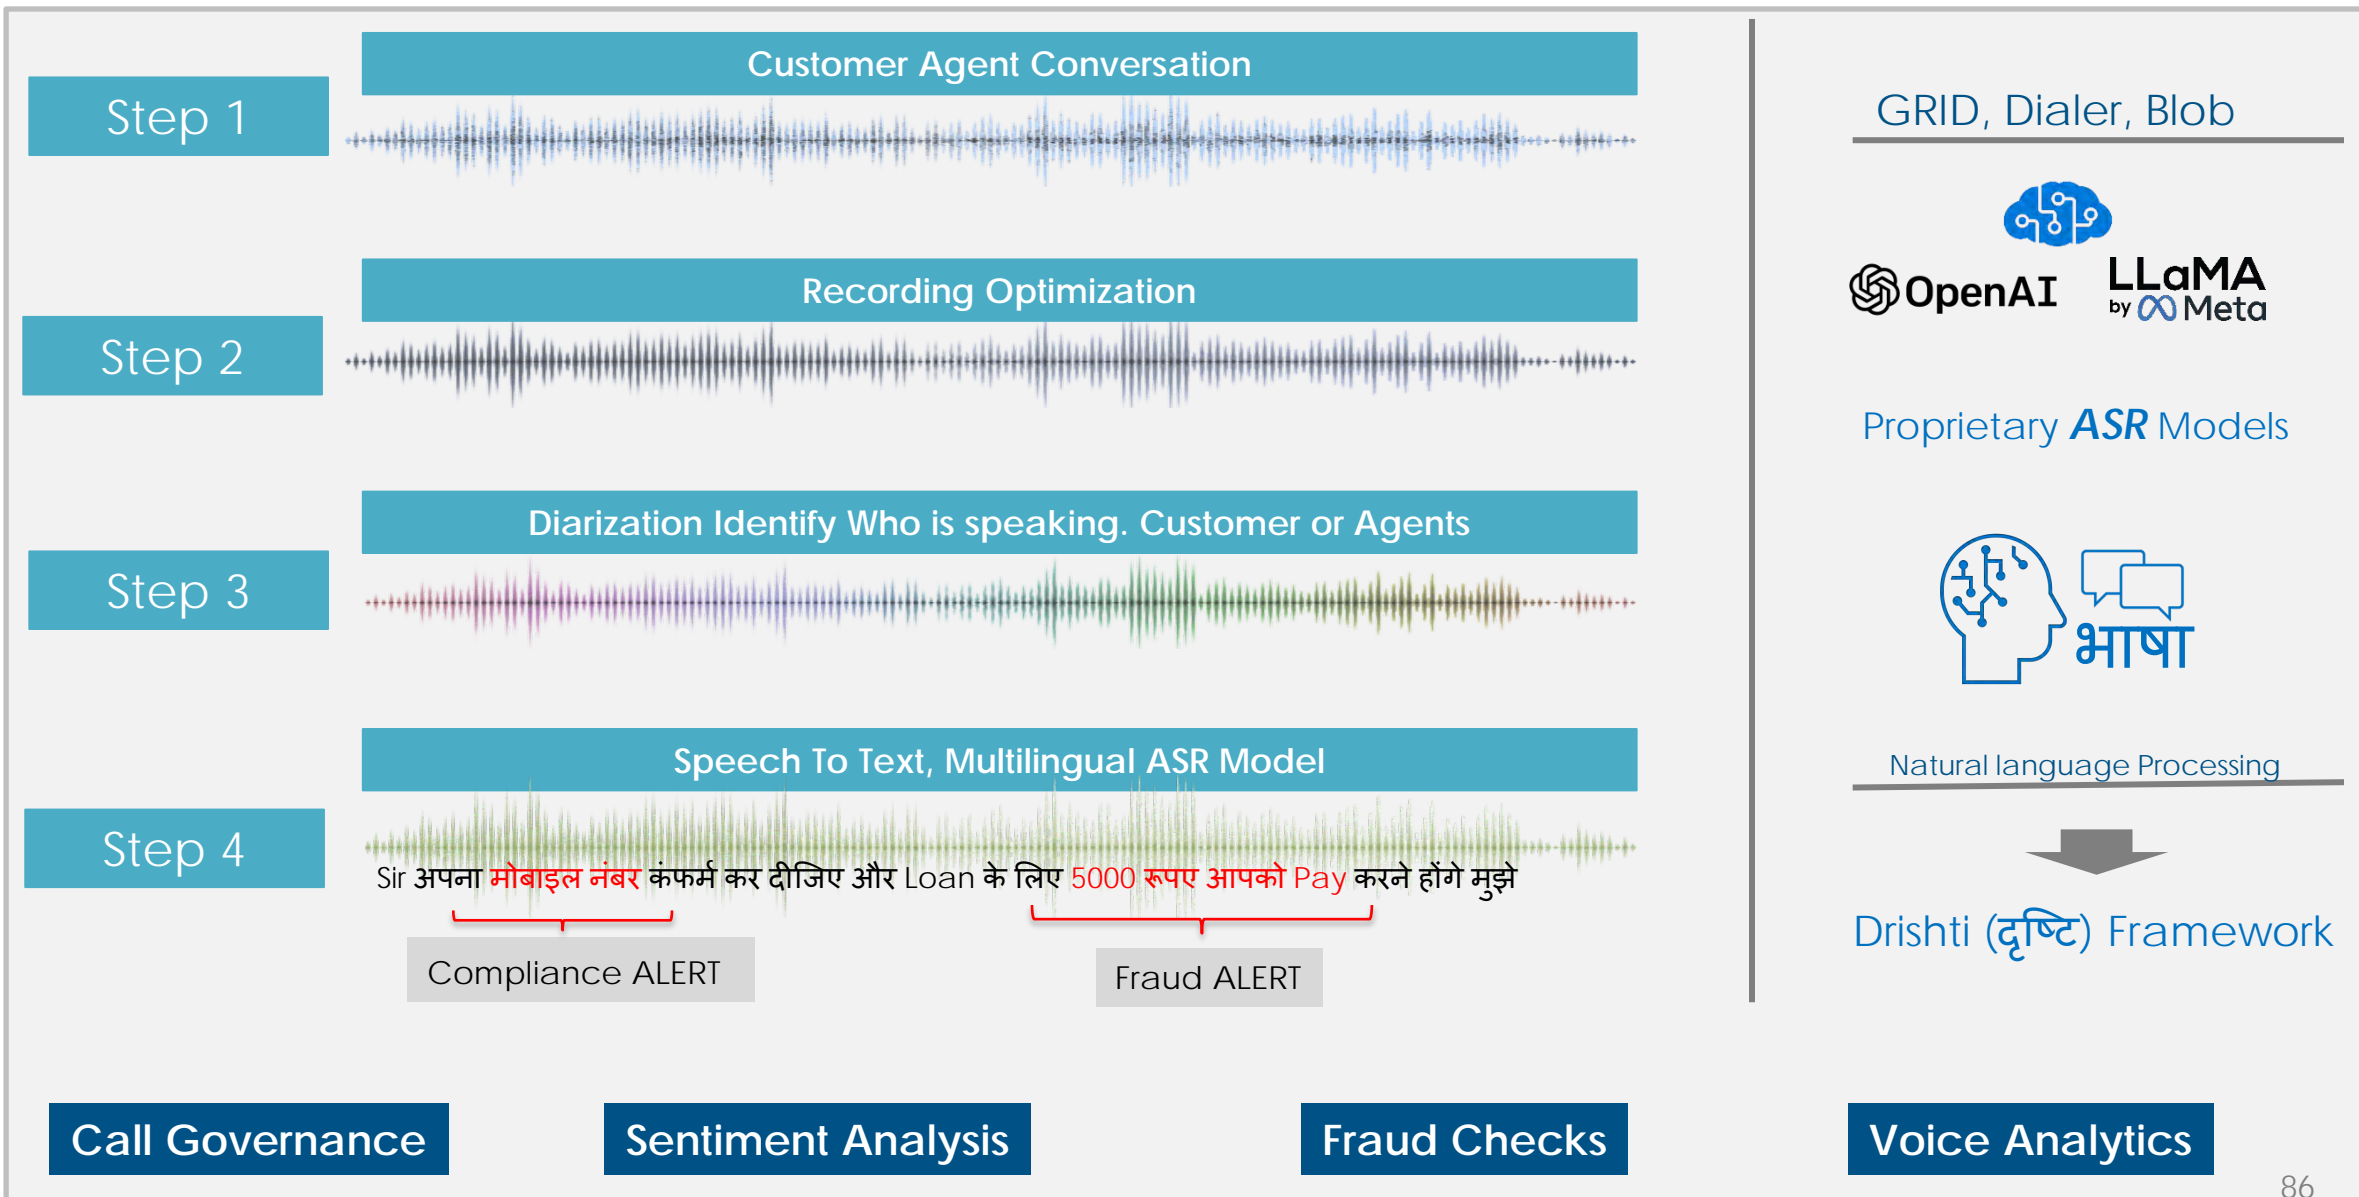 Customer Agent Conversation
Step 1
Recording Optimization
Step 2
Diarization Identify Who is speaking. Customer or Agents
Step 3
Speech To Text, Multilingual ASR Model
Step 4
Sir अपना मोबाइल नंबर कंफर्म कर दीजिए और Loan के लिए 5000 रूपए आपको Pay करने होंगे मुझे
Compliance ALERT
Fraud ALERT
GRID, Dialer, Blob
OpenAI
LLaMA
by Meta
Proprietary ASR Models
भाषा
Natural language Processing
Drishti (दृष्टि) Framework
Call Governance
Sentiment Analysis
Fraud Checks
Voice Analytics
86